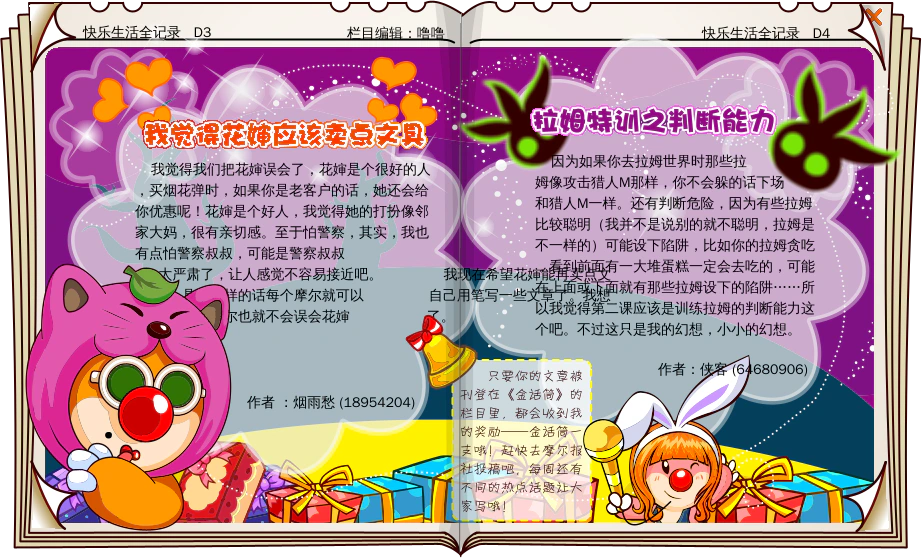 快乐生活全记录 D3
栏目编辑：噜噜
我觉得花婶应该卖点文具
我觉得我们把花婶误会了，花婶是个很好的人
，买烟花弹时，如果你是老客户的话，她还会给
你优惠呢！花婶是个好人，我觉得她的打扮像邻
家大妈，很有亲切感。至于怕警察，其实，我也
有点怕警察叔叔，可能是警察叔叔
大严肃了，让人感觉不容易接近吧。
样的话每个摩尔就可以
你也就不会误会花婶
我现在希望花婶能再卖点文
自己用笔写一些文章了。我想
了。
作者 ：烟雨愁 (18954204)
快乐生活全记录 D4
拉姆特训之判断能力
因为如果你去拉姆世界时那些拉
姆像攻击猎人M那样，你不会躲的话下场
和猎人M一样。还有判断危险，因为有些拉姆
比较聪明（我并不是说别的就不聪明，拉姆是
不一样的）可能设下陷阱，比如你的拉姆贪吃
，看到前面有一大堆蛋糕一定会去吃的，可能
在上面或下面就有那些拉姆设下的陷阱……所
以我觉得第二课应该是训练拉姆的判断能力这
个吧。不过这只是我的幻想，小小的幻想。
作者：侠客 (64680906)
只要你的文章被
刊登在《金话筒》的
栏目里，都会收到我
的奖励——金话筒一
支哦！赶快去摩尔报
社投稿吧，每周还有
不同的热点话题让大
家写哦！